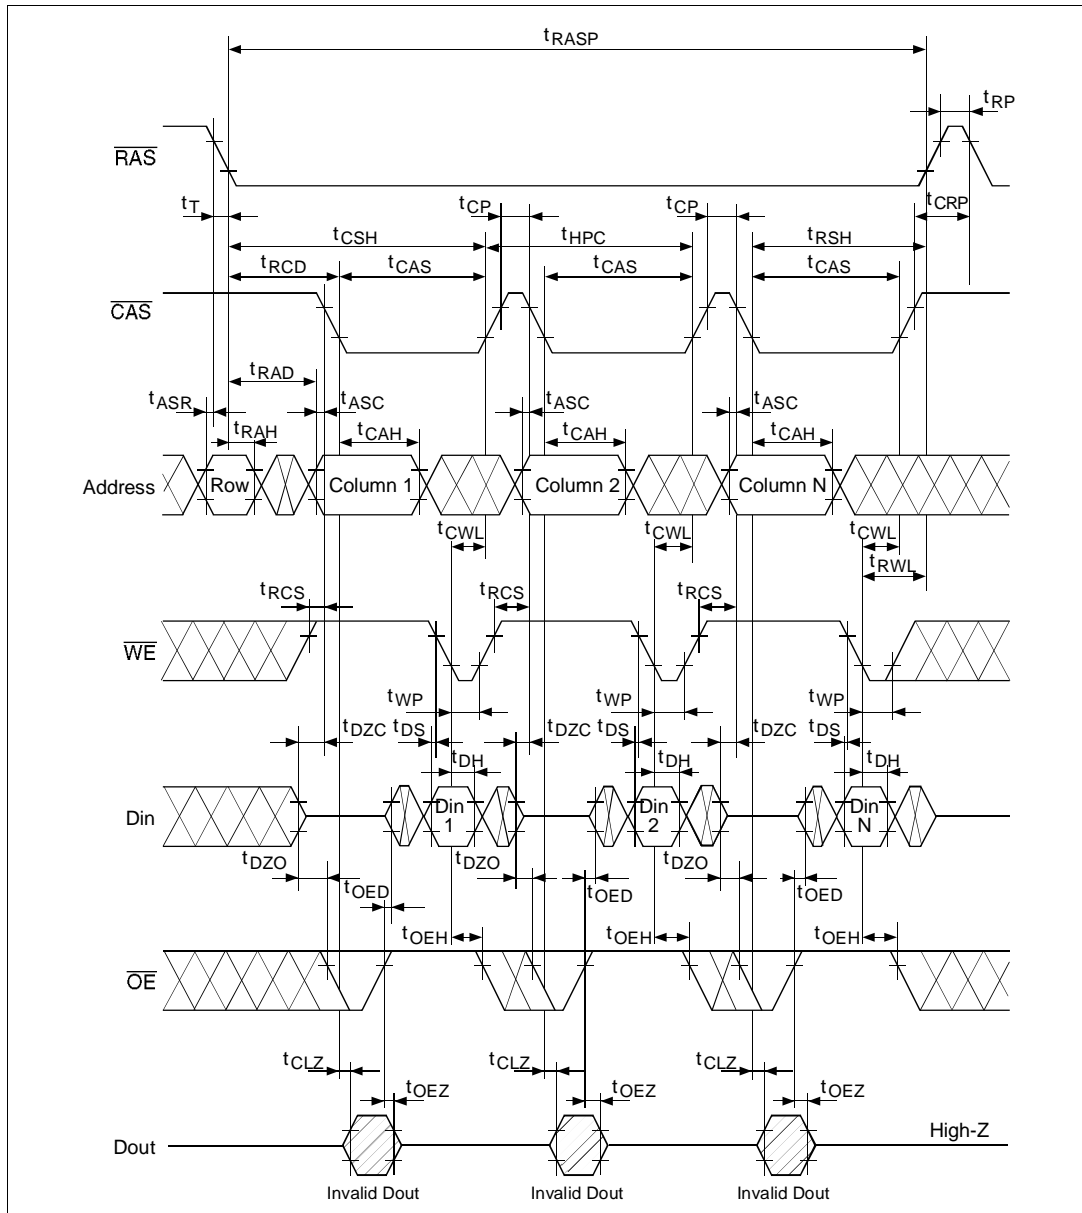 tRASP
tRP
RAS
tT
tCP
tCP
tCRP
tCSH
tHPC
tRSH
tRCD
tCAS
tCAS
tCAS
CAS
tRAD
tASR
tASC
tASC
tASC
tRAH
tCAH
tCAH
tCAH
Address
Row
Column 1
Column 2
Column N
tCWL
tCWL
tCWL
tRWL
tRCS
tRCS
tRCS
WE
tWP
tWP
tWP
tDZC
tDS
tDZC
tDS
tDZC
tDS
tDH
tDH
tDH
Din
Din 1
Din 2
Din N
tDZO
tDZO
tDZO
tOED
tOED
tOED
tOEH
tOEH
tOEH
OE
tCLZ
tCLZ
tCLZ
tOEZ
tOEZ
tOEZ
Dout
High-Z
Invalid Dout
Invalid Dout
Invalid Dout